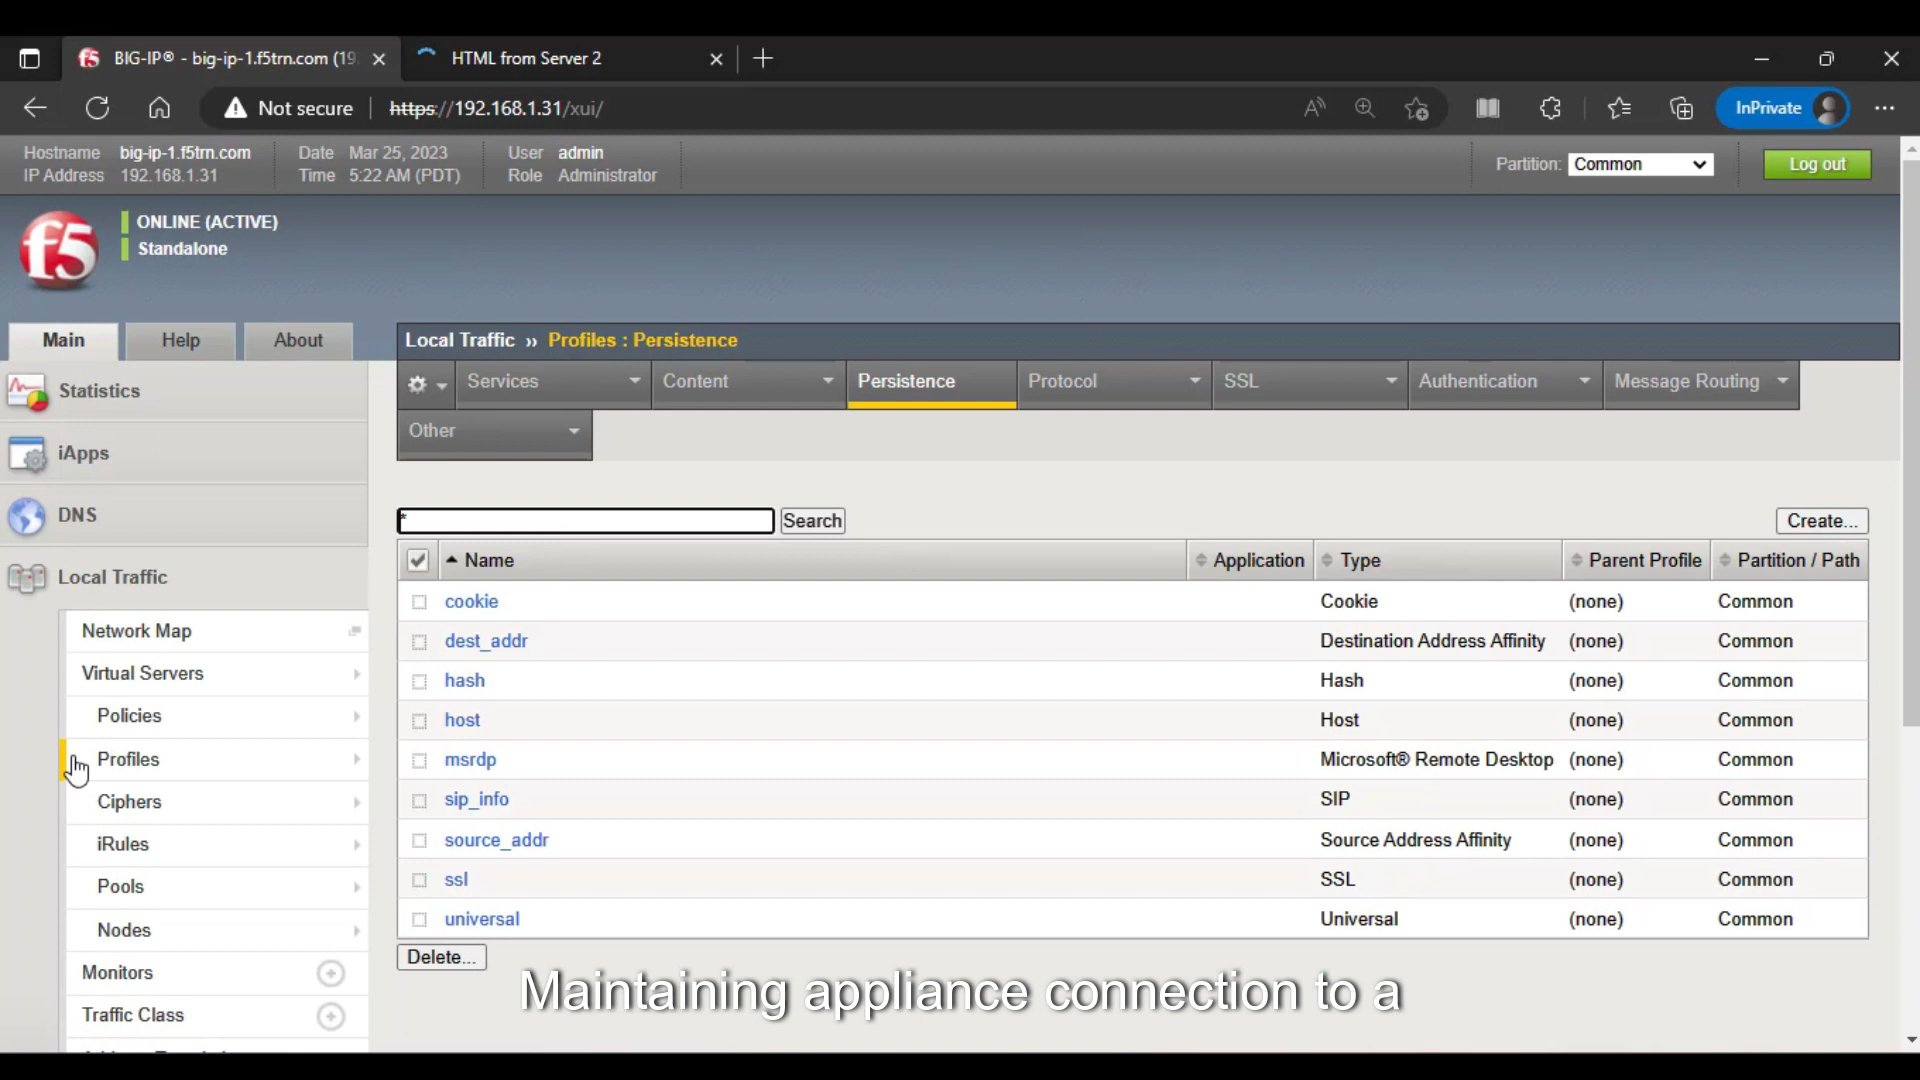 BIG-IP® - big-ip-1.f5trn.com (19
HTML from Server 2
Not secure
https://192.168.1.31/xui/
InPrivate
Hostname big-ip-1.f5trn.com
IP Address 192.168.1.31
Date Mar 25, 2023
Time 5:22 AM (PDT)
User admin
Role Administrator
Partition: Common
Log out
f5
ONLINE (ACTIVE)
Standalone
Main Help About
Local Traffic ›› Profiles : Persistence
Services Content Persistence Protocol SSL Authentication Message Routing
Other
Statistics
iApps
DNS
Local Traffic
Network Map
Virtual Servers
Policies
Profiles
Ciphers
iRules
Pools
Nodes
Monitors
Traffic Class
* Search Create...
Name Application Type Parent Profile Partition / Path
cookie Cookie (none) Common
dest_addr Destination Address Affinity (none) Common
hash Hash (none) Common
host Host (none) Common
msrdp Microsoft® Remote Desktop (none) Common
sip_info SIP (none) Common
source_addr Source Address Affinity (none) Common
ssl SSL (none) Common
universal Universal (none) Common
Delete...
Maintaining appliance connection to a